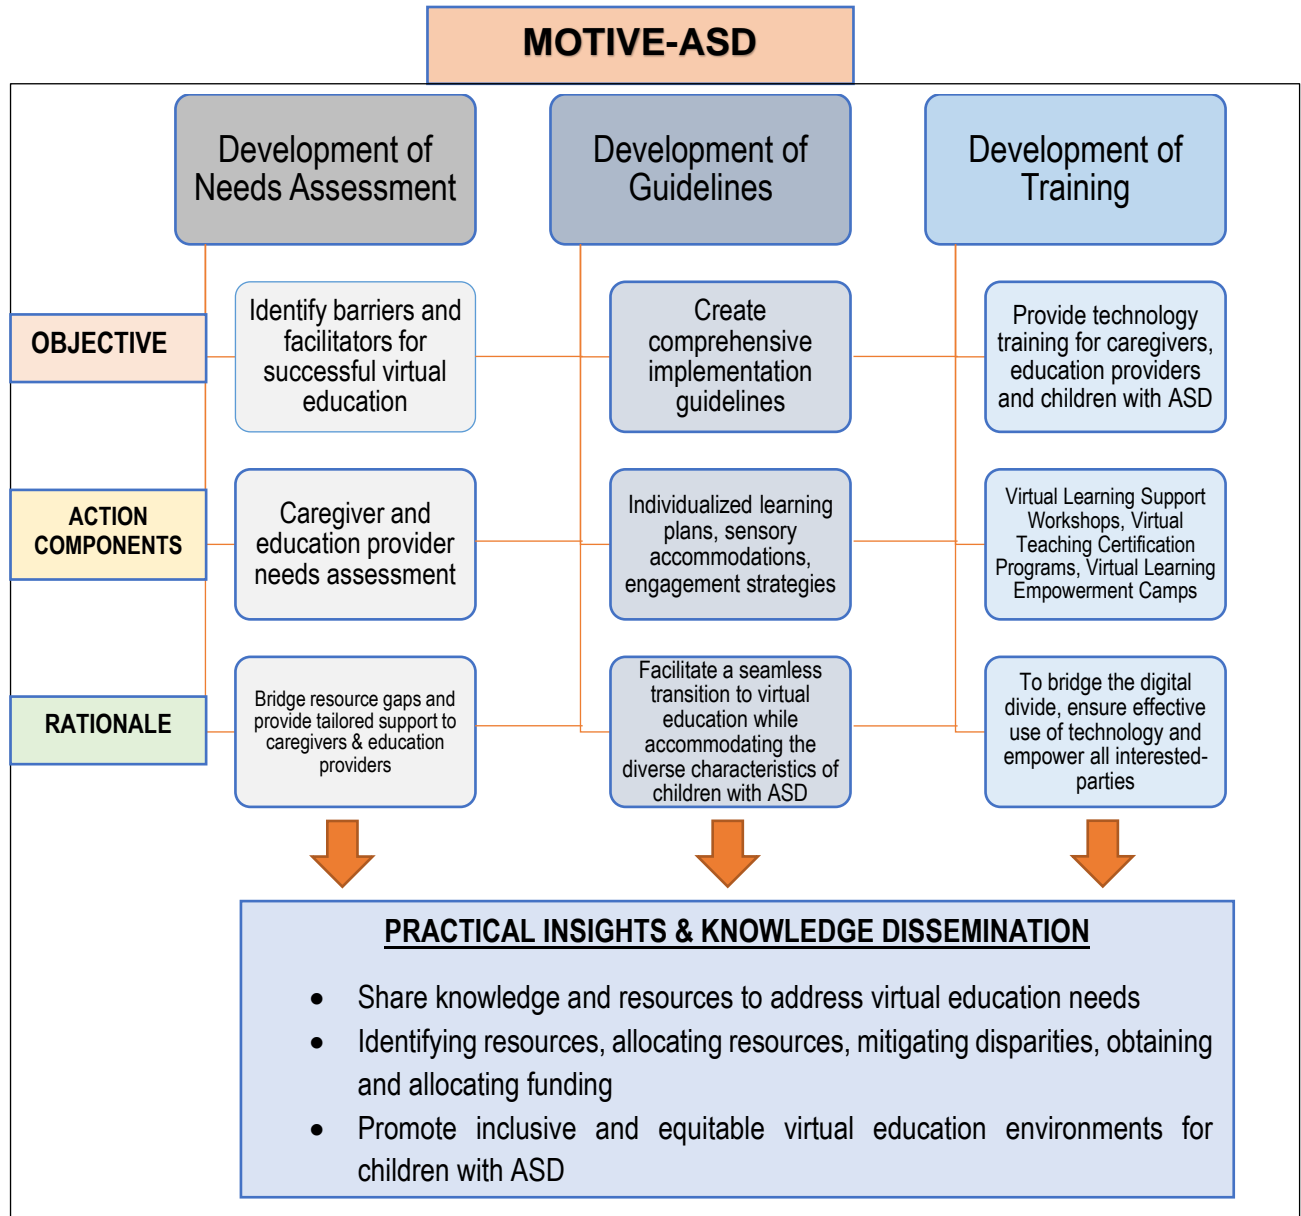 MOTIVE-ASD
Development of
Needs Assessment
Development of
Guidelines
Development of
Training
OBJECTIVE
Identify barriers and
facilitators for
successful virtual
education
Create
comprehensive
implementation
guidelines
Provide technology
training for caregivers,
education providers
and children with ASD
ACTION
COMPONENTS
Caregiver and
education provider
needs assessment
Individualized learning
plans, sensory
accommodations,
engagement strategies
Virtual Learning Support
Workshops, Virtual
Teaching Certification
Programs, Virtual Learning
Empowerment Camps
RATIONALE
Bridge resource gaps and
provide tailored support to
caregivers & education
providers
Facilitate a seamless
transition to virtual
education while
accommodating the
diverse characteristics of
children with ASD
To bridge the digital
divide, ensure effective
use of technology and
empower all interested-
parties
PRACTICAL INSIGHTS & KNOWLEDGE DISSEMINATION
• Share knowledge and resources to address virtual education needs
• Identifying resources, allocating resources, mitigating disparities, obtaining
and allocating funding
• Promote inclusive and equitable virtual education environments for
children with ASD